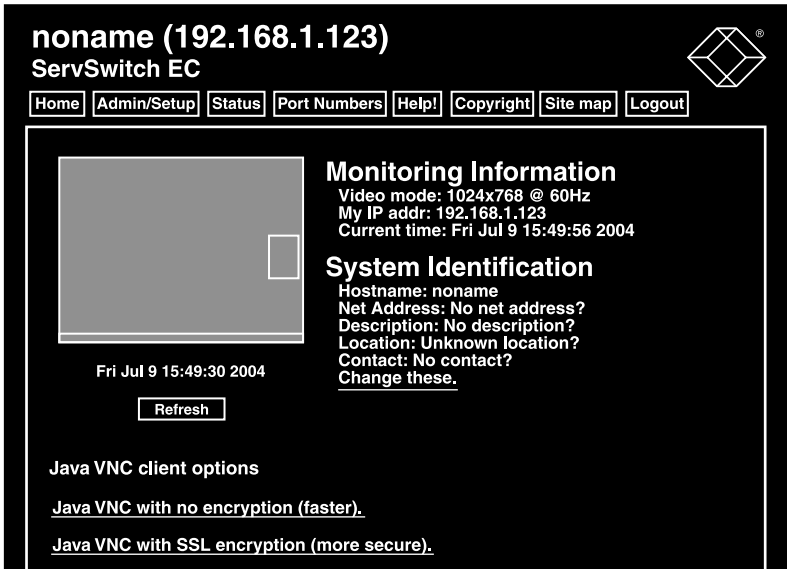 noname (192.168.1.123)
ServSwitch EC
®
Home Admin/Setup Status Port Numbers Help! Copyright Site map Logout
Monitoring Information
Video mode: 1024x768 @ 60Hz
My IP addr: 192.168.1.123
Current time: Fri Jul 9 15:49:56 2004
System Identification
Hostname: noname
Net Address: No net address?
Description: No description?
Location: Unknown location?
Contact: No contact?
Change these.
Fri Jul 9 15:49:30 2004
Refresh
Java VNC client options
Java VNC with no encryption (faster).
Java VNC with SSL encryption (more secure).